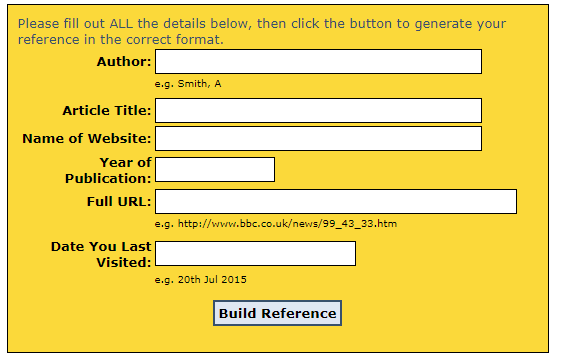 Please fill out ALL the details below, then click the button to generate your
reference in the correct format.
Author:
e.g. Smith, A
Article Title:
Name of Website:
Year of
Publication:
Full URL:
e.g. http://www.bbc.co.uk/news/99_43_33.htm
Date You Last
Visited:
e.g. 20th Jul 2015
Build Reference